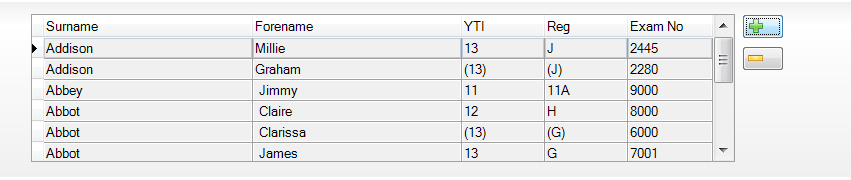 Surname Forename YTI Reg Exam No
Addison Millie 13 J 2445
Addison Graham (13) (J) 2280
Abbey Jimmy 11 11A 9000
Abbot Claire 12 H 8000
Abbot Clarissa (13) (G) 6000
Abbot James 13 G 7001